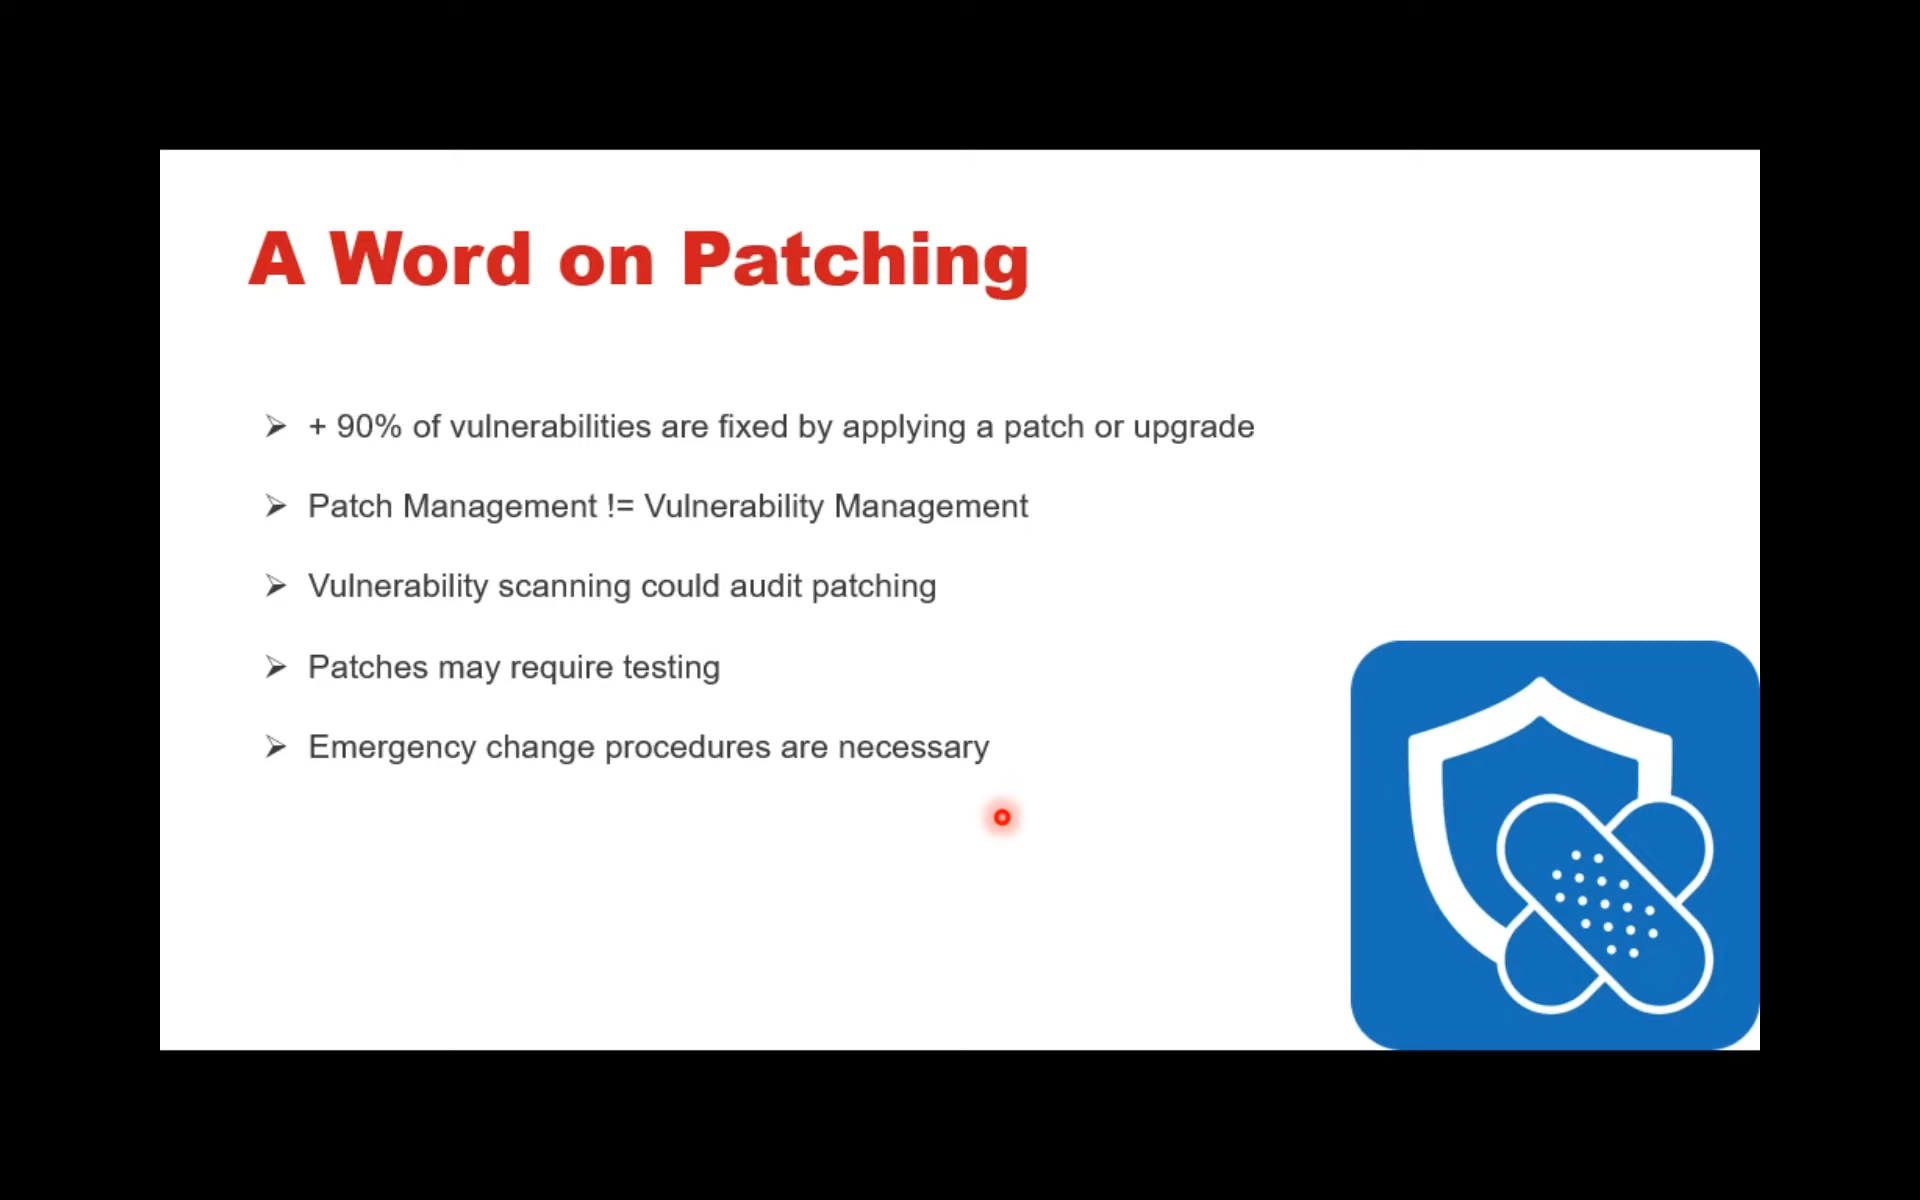 A Word on Patching
➢ + 90% of vulnerabilities are fixed by applying a patch or upgrade
➢ Patch Management != Vulnerability Management
➢ Vulnerability scanning could audit patching
➢ Patches may require testing
➢ Emergency change procedures are necessary